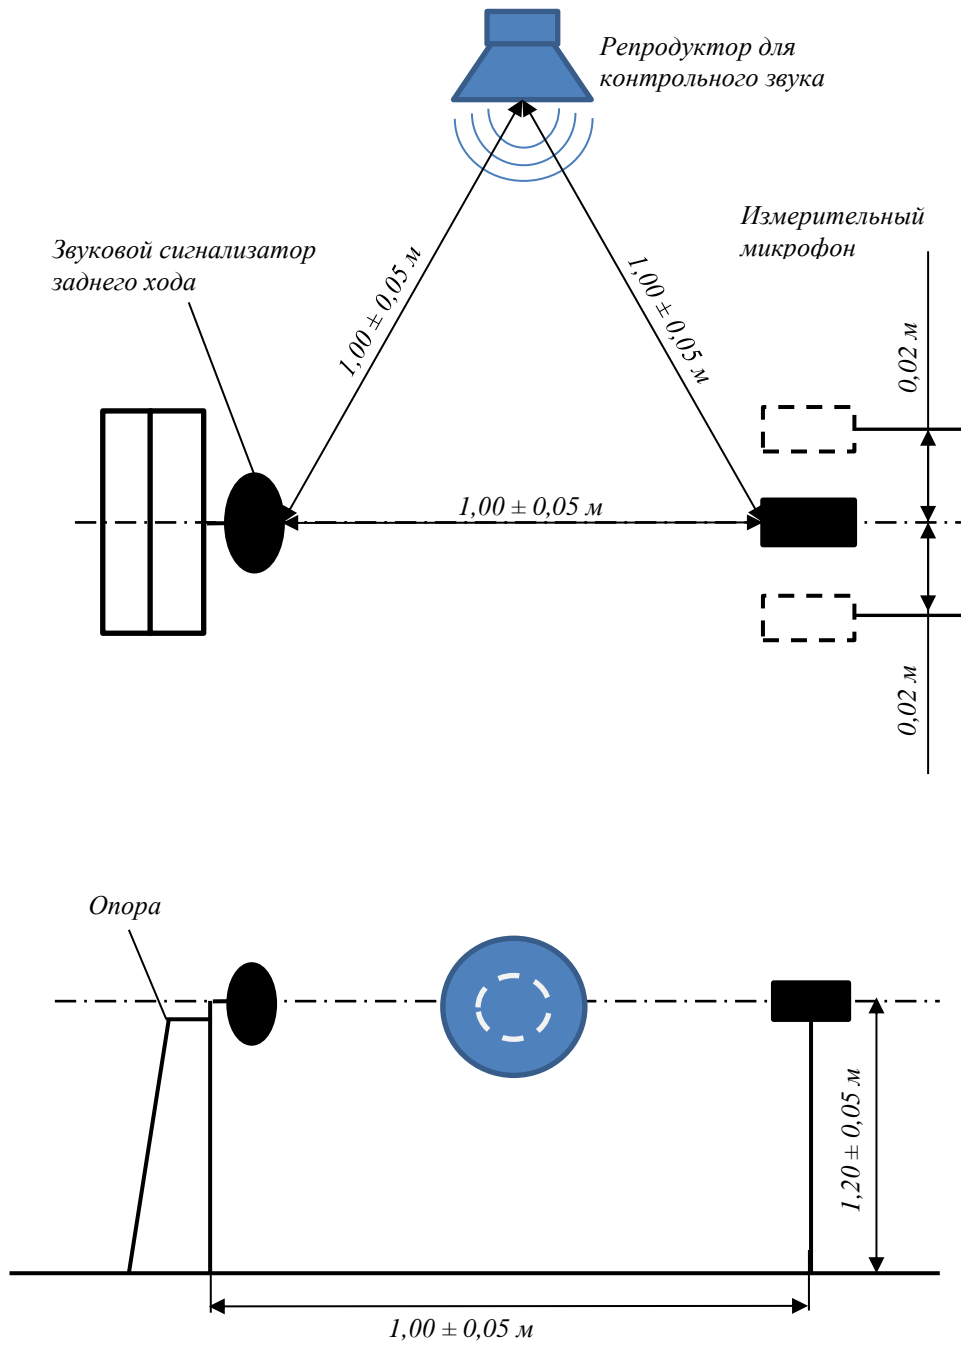 Репродуктор для
контрольного звука
Измерительный
микрофон
Звуковой сигнализатор
заднего хода
1,00 ± 0,05 м
1,00 ± 0,05 м
0,02 м
1,00 ± 0,05 м
0,02 м
Опора
1,20 ± 0,05 м
1,00 ± 0,05 м